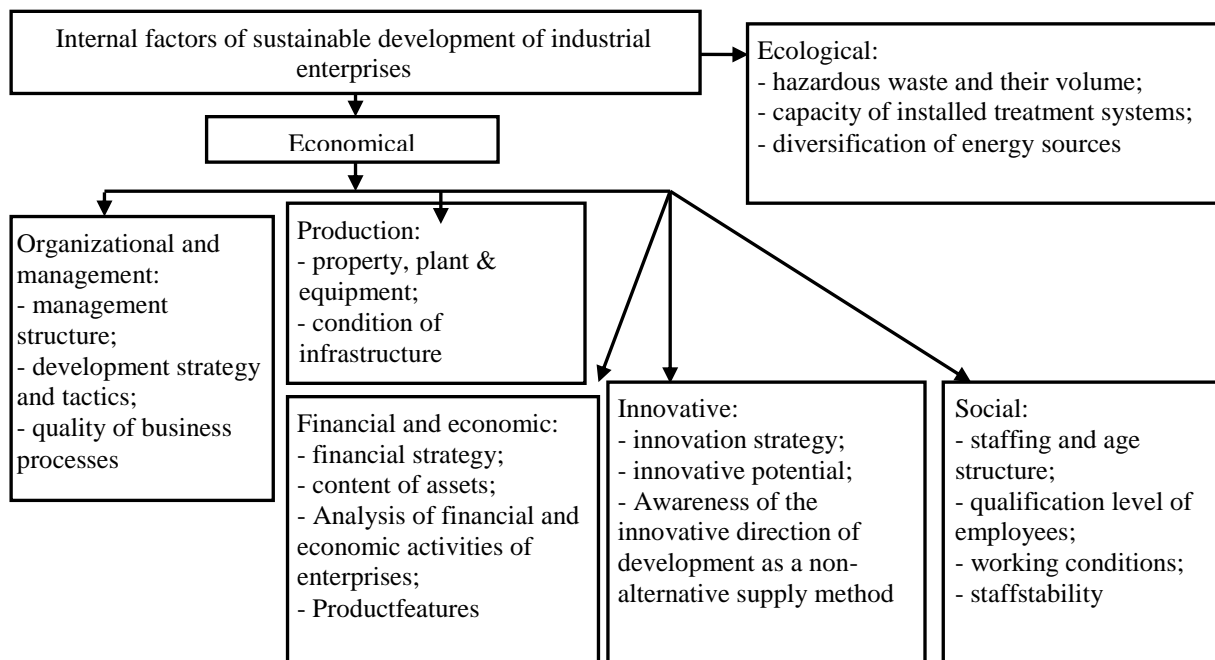 Internal factors of sustainable development of industrial
enterprises
Ecological:
- hazardous waste and their volume;
- capacity of installed treatment systems;
- diversification of energy sources
Economical
Organizational and
management:
- management
structure;
- development strategy
and tactics;
- quality of business
processes
Production:
- property, plant &
equipment;
- condition of
infrastructure
Financial and economic:
- financial strategy;
- content of assets;
- Analysis of financial and
economic activities of
enterprises;
- Productfeatures
Innovative:
- innovation strategy;
- innovative potential;
- Awareness of the
innovative direction of
development as a non-
alternative supply method
Social:
- staffing and age
structure;
- qualification level of
employees;
- working conditions;
- staffstability